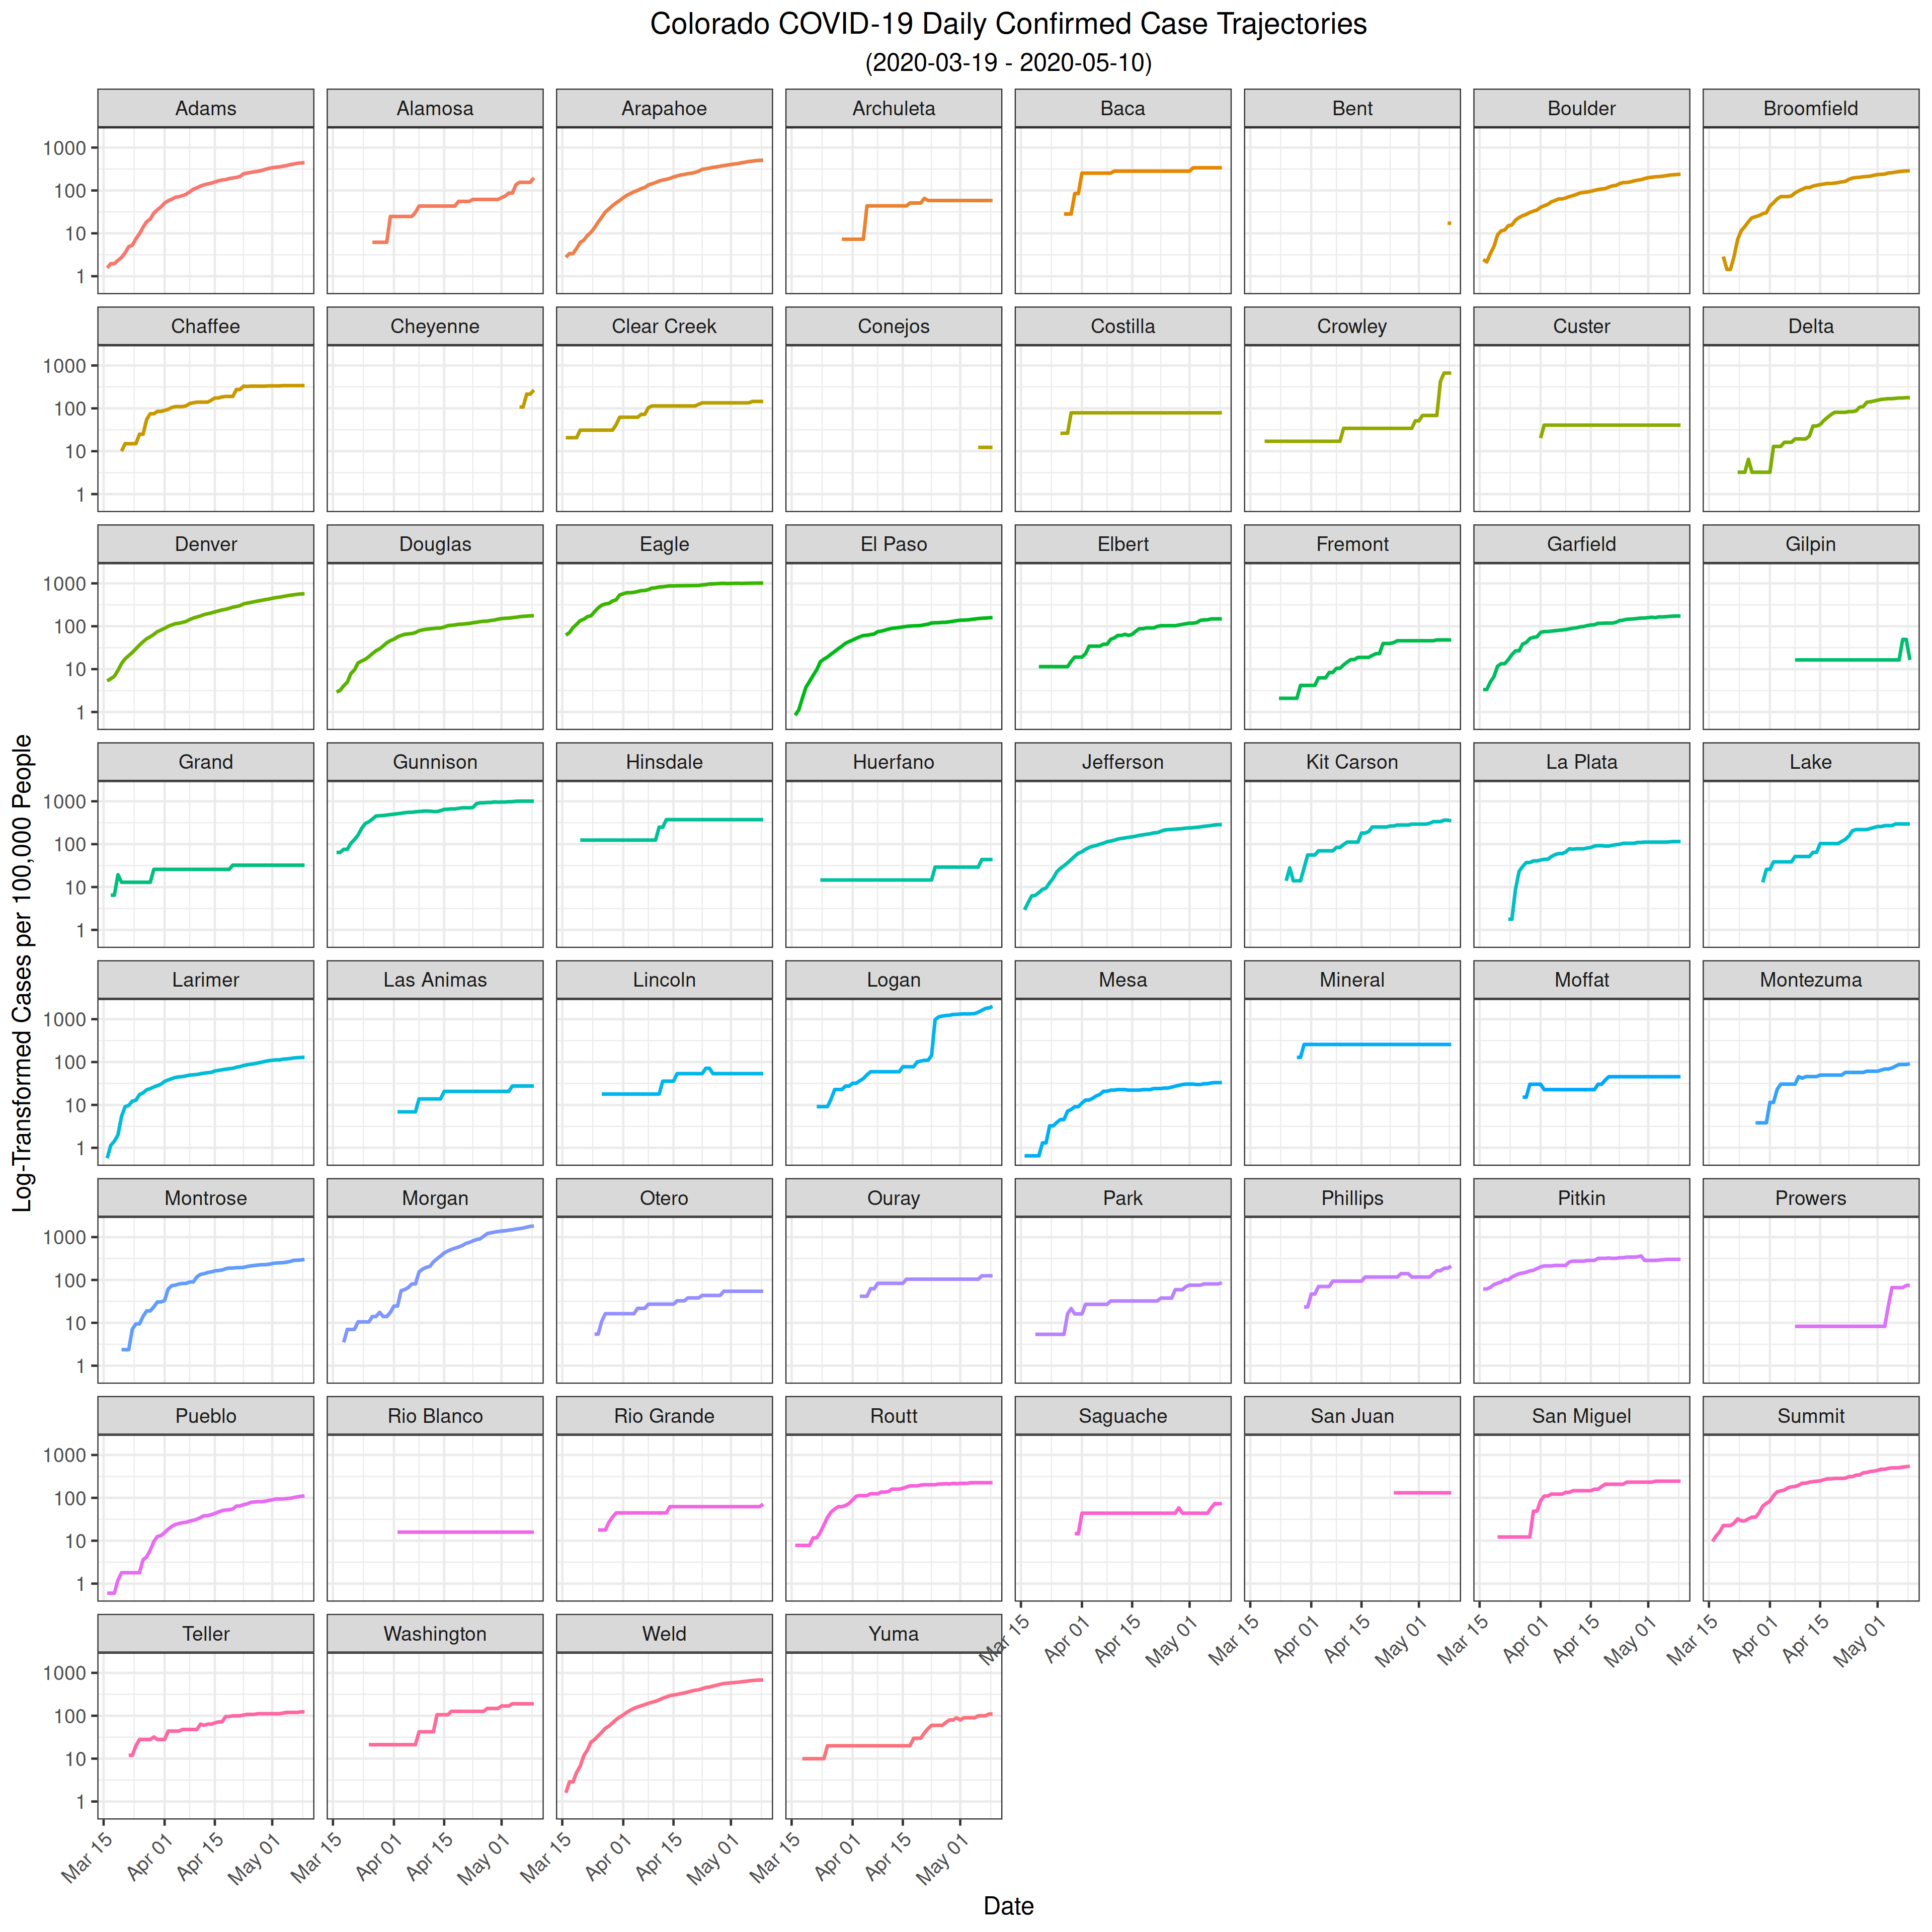 Colorado COVID-19 Daily Confirmed Case Trajectories
(2020-03-19 - 2020-05-10)
Log-Transformed Cases per 100,000 People
Adams Alamosa Arapahoe Archuleta Baca Bent Boulder Broomfield
1000
100
10
1
Chaffee Cheyenne Clear Creek Conejos Costilla Crowley Custer Delta
1000
100
10
1
Denver Douglas Eagle El Paso Elbert Fremont Garfield Gilpin
1000
100
10
1
Grand Gunnison Hinsdale Huerfano Jefferson Kit Carson La Plata Lake
1000
100
10
1
Larimer Las Animas Lincoln Logan Mesa Mineral Moffat Montezuma
1000
100
10
1
Montrose Morgan Otero Ouray Park Phillips Pitkin Prowers
1000
100
10
1
Pueblo Rio Blanco Rio Grande Routt Saguache San Juan San Miguel Summit
1000
100
10
1
Mar 15 Apr 01 Apr 15 May 01 Mar 15 Apr 01 Apr 15 May 01 Mar 15 Apr 01 Apr 15 May 01 Mar 15 Apr 01 Apr 15 May 01
Teller Washington Weld Yuma
1000
100
10
1
Mar 15 Apr 01 Apr 15 May 01 Mar 15 Apr 01 Apr 15 May 01 Mar 15 Apr 01 Apr 15 May 01 Mar 15 Apr 01 Apr 15 May 01
Date